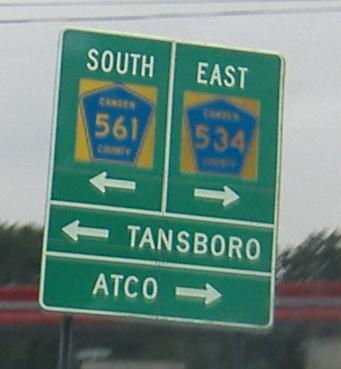 SOUTH
CAMDEN
561
COUNTY
EAST
CAMDEN
534
COUNTY
TANSBORO
ATCO